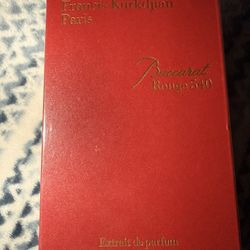 Francis Kurkdjian
Paris
Baccarat
Rouge 540
Extrait de parfum